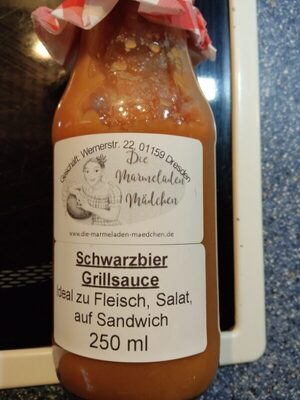 Geschäft: Wernerstr. 22, 01159 Dresden
Die
Marmeladen
Mädchen
www.die-marmeladen-maedchen.de
Schwarzbier
Grillsauce
Ideal zu Fleisch, Salat,
auf Sandwich
250 ml